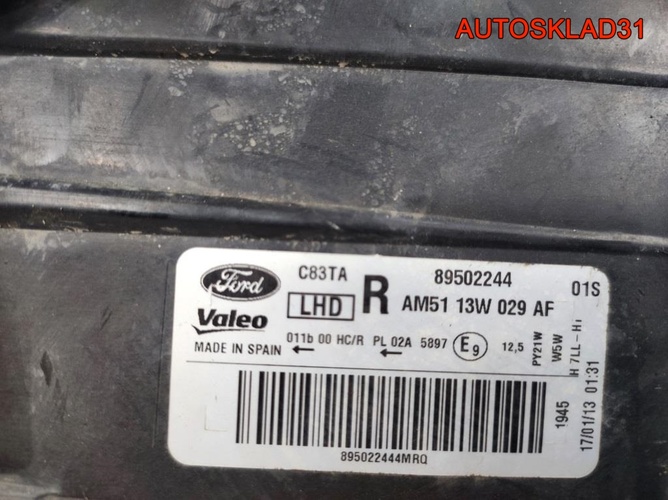 AUTOSKLAD31
Ford
C83TA
R
89502244
01S
LHD
AM51 13W 029 AF
Valeo
011b 00 HC/R PL 02A 5897 E9 12,5
MADE IN SPAIN
PY21W
W5W
H 7LL-Hi
1945
17/01/13 01:31
895022444MRQ